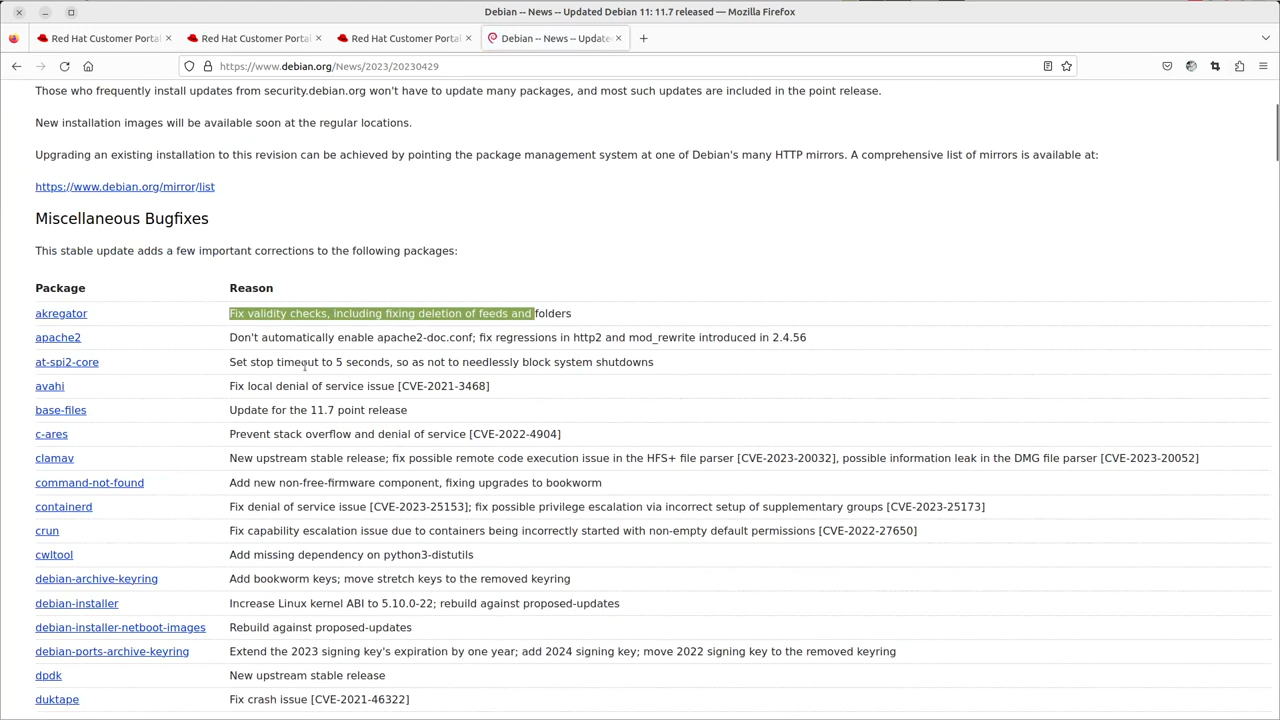 Debian -- News -- Updated Debian 11: 11.7 released — Mozilla Firefox
Red Hat Customer Porta
Red Hat Customer Porta
Red Hat Customer Porta
Debian -- News -- Update
https://www.debian.org/News/2023/20230429
Those who frequently install updates from security.debian.org won't have to update many packages, and most such updates are included in the point release.
New installation images will be available soon at the regular locations.
Upgrading an existing installation to this revision can be achieved by pointing the package management system at one of Debian's many HTTP mirrors. A comprehensive list of mirrors is available at:
https://www.debian.org/mirror/list
Miscellaneous Bugfixes
This stable update adds a few important corrections to the following packages:
Package Reason
akregator Fix validity checks, including fixing deletion of feeds and folders
apache2 Don't automatically enable apache2-doc.conf; fix regressions in http2 and mod_rewrite introduced in 2.4.56
at-spi2-core Set stop timeout to 5 seconds, so as not to needlessly block system shutdowns
avahi Fix local denial of service issue [CVE-2021-3468]
base-files Update for the 11.7 point release
c-ares Prevent stack overflow and denial of service [CVE-2022-4904]
clamav New upstream stable release; fix possible remote code execution issue in the HFS+ file parser [CVE-2023-20032], possible information leak in the DMG file parser [CVE-2023-20052]
command-not-found Add new non-free-firmware component, fixing upgrades to bookworm
containerd Fix denial of service issue [CVE-2023-25153]; fix possible privilege escalation via incorrect setup of supplementary groups [CVE-2023-25173]
crun Fix capability escalation issue due to containers being incorrectly started with non-empty default permissions [CVE-2022-27650]
cwltool Add missing dependency on python3-distutils
debian-archive-keyring Add bookworm keys; move stretch keys to the removed keyring
debian-installer Increase Linux kernel ABI to 5.10.0-22; rebuild against proposed-updates
debian-installer-netboot-images Rebuild against proposed-updates
debian-ports-archive-keyring Extend the 2023 signing key's expiration by one year; add 2024 signing key; move 2022 signing key to the removed keyring
dpdk New upstream stable release
duktape Fix crash issue [CVE-2021-46322]